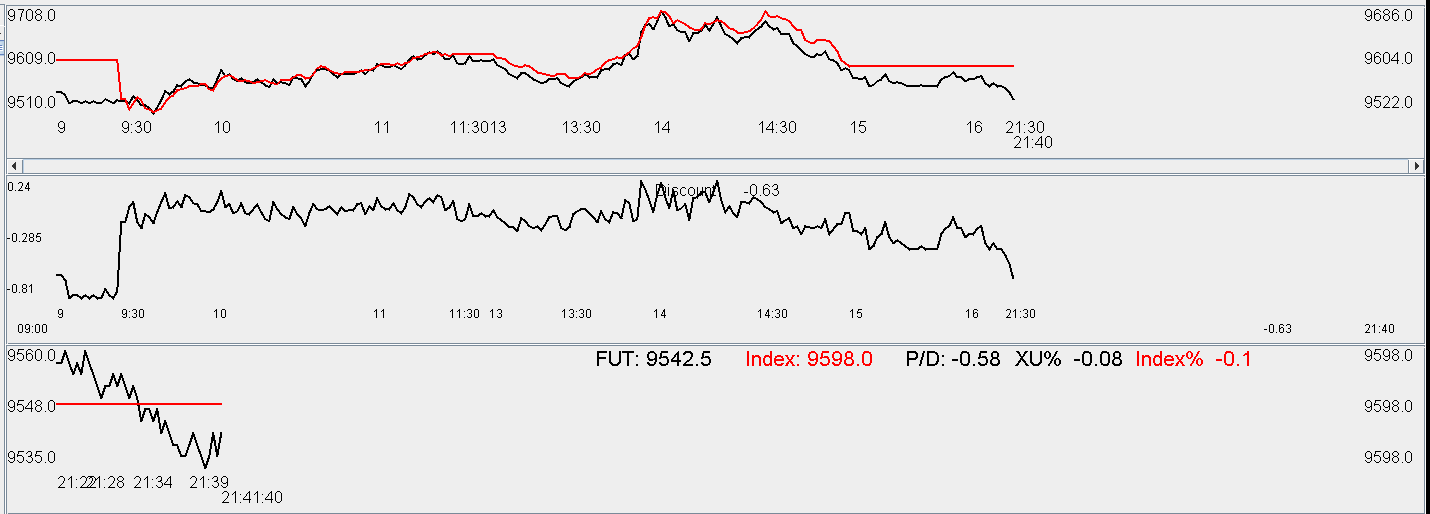 9708.0 9686.0
9609.0 9604.0
9510.0 9522.0
9 9:30 10 11 11:30 13 13:30 14 14:30 15 16 21:30
21:40
0.24 Discount -0.63
-0.285
-0.81
9 9:30 10 11 11:30 13 13:30 14 14:30 15 16 21:30
09:00 -0.63 21:40
9560.0 FUT: 9542.5 Index: 9598.0 P/D: -0.58 XU% -0.08 Index% -0.1 9598.0
9548.0 9598.0
9535.0 9598.0
21:22 21:28 21:34 21:39
21:41:40